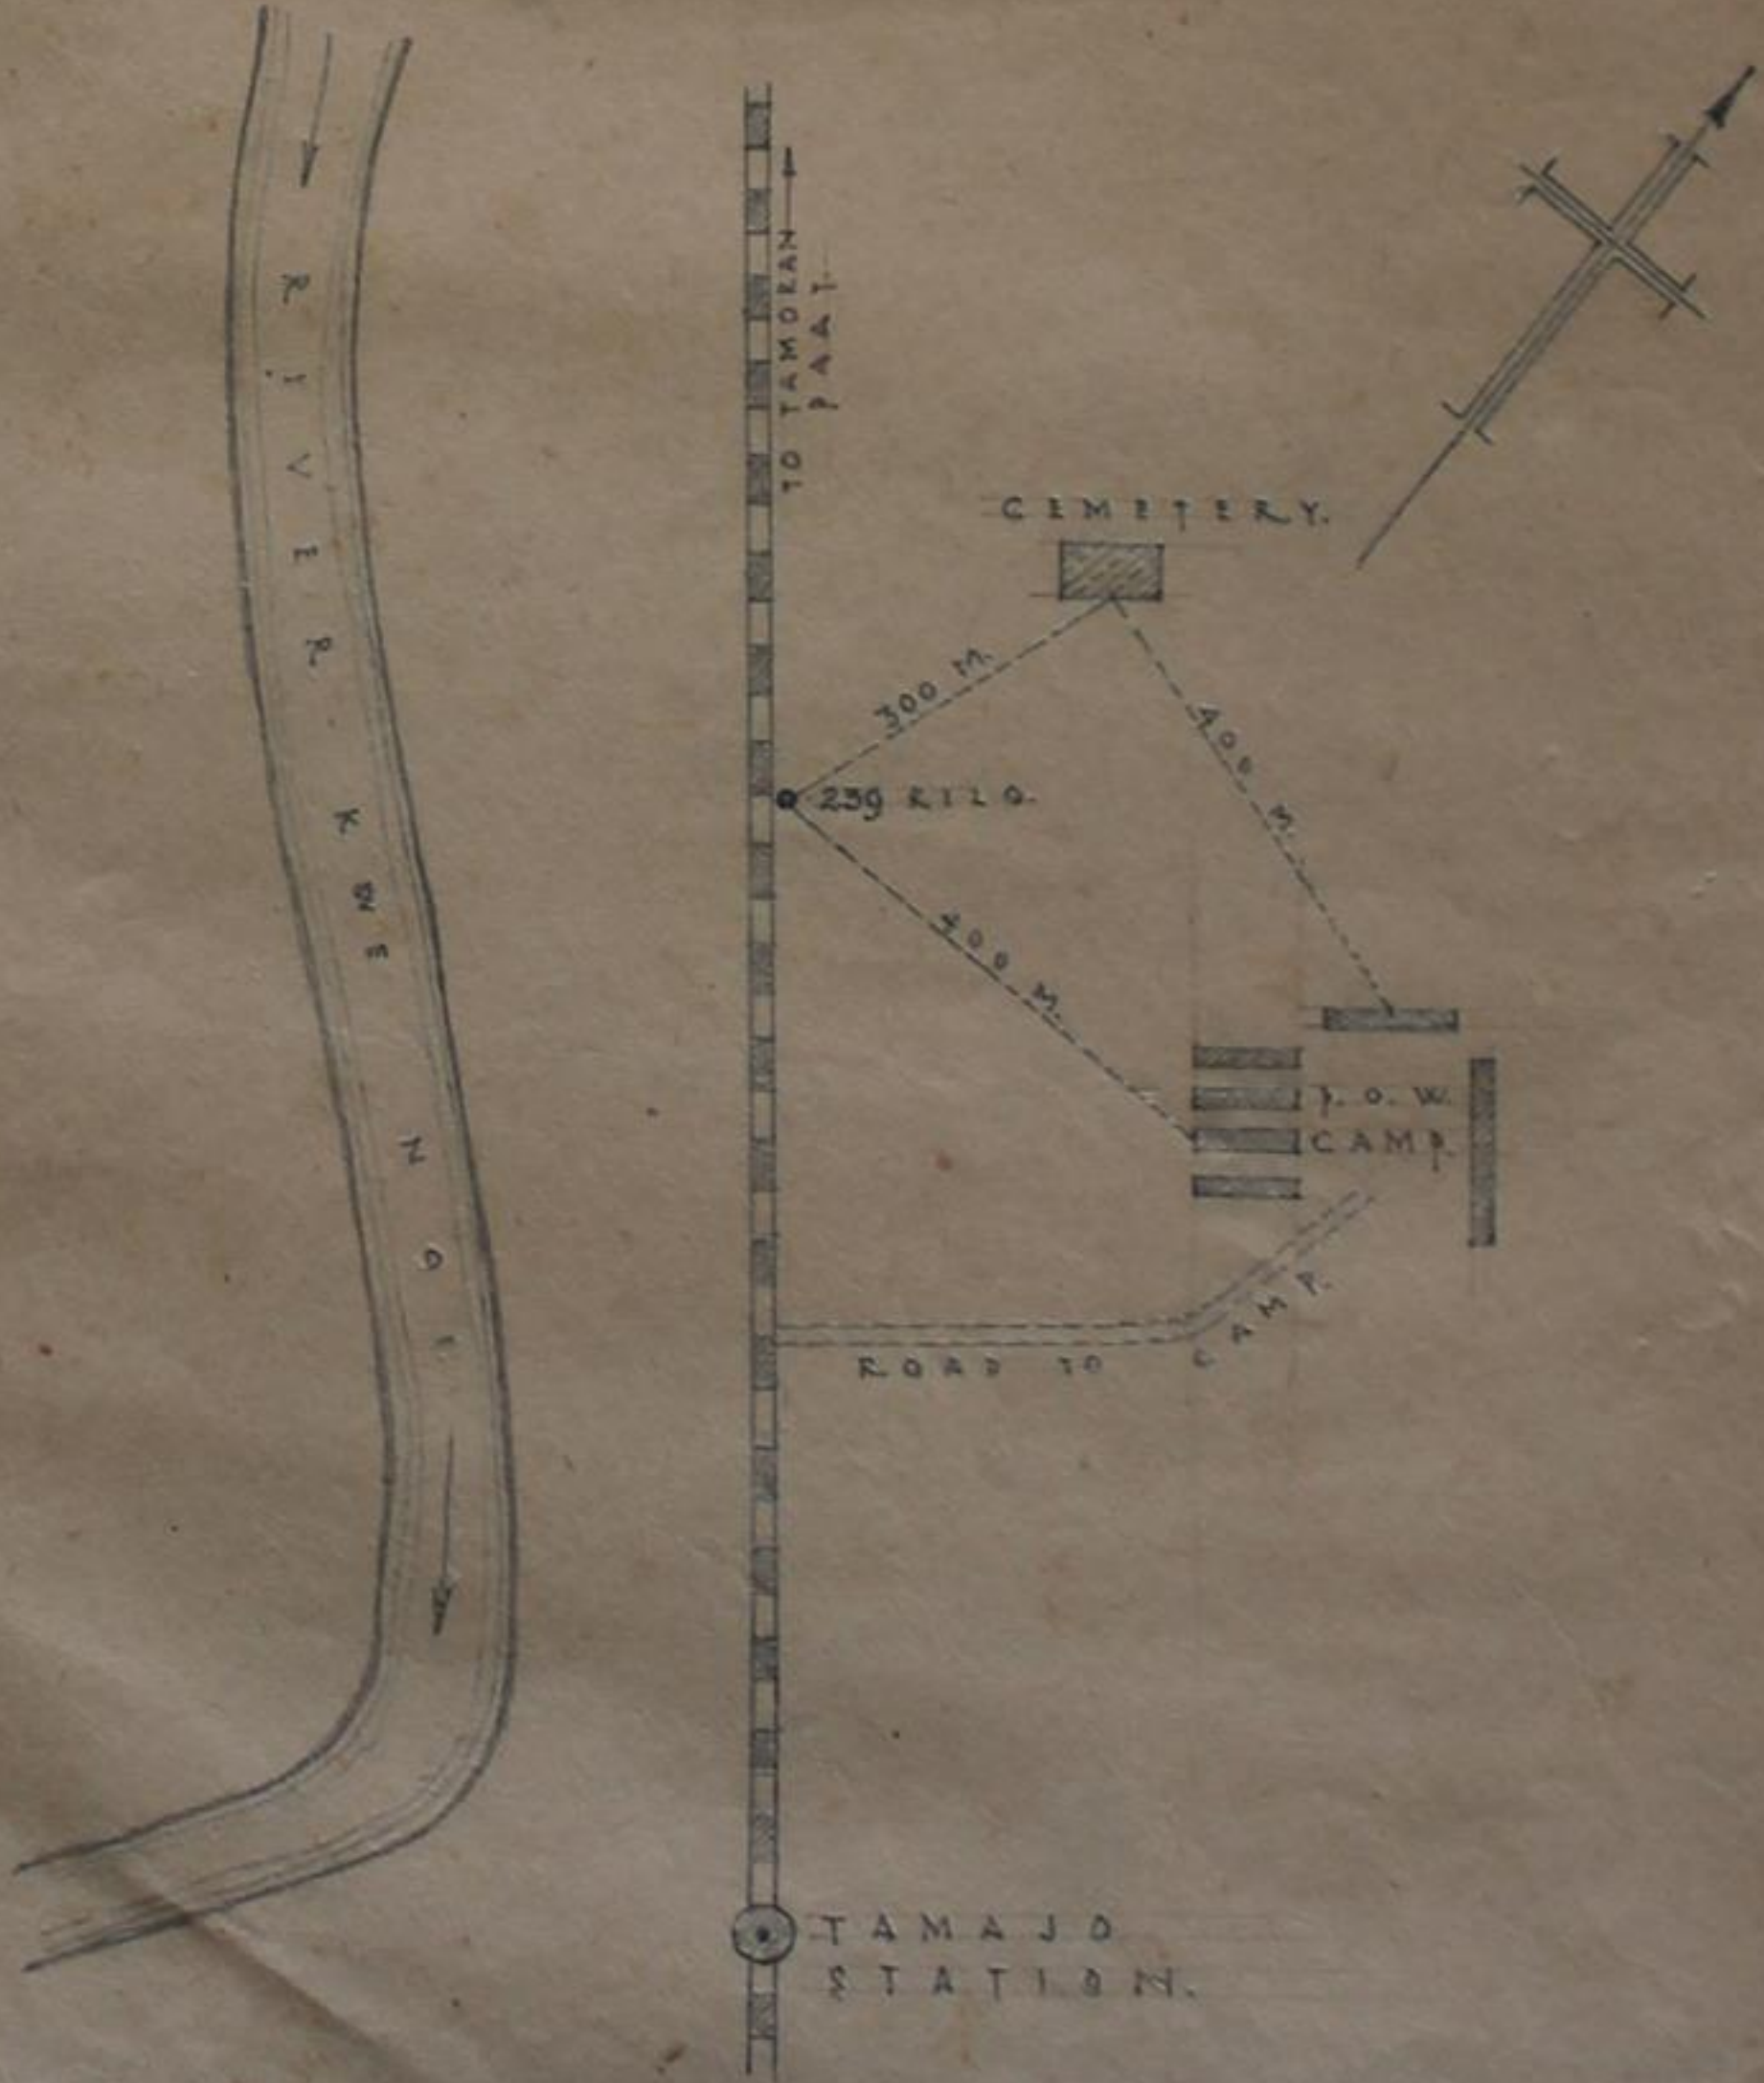 RIVER KWE NOI
TO TAMORAN
PAAT.
CEMETERY.
300 M.
400 M.
239 KILO.
400 M.
P.O.W.
CAMP.
ROAD TO CAMP.
TAMAJO
STATION.